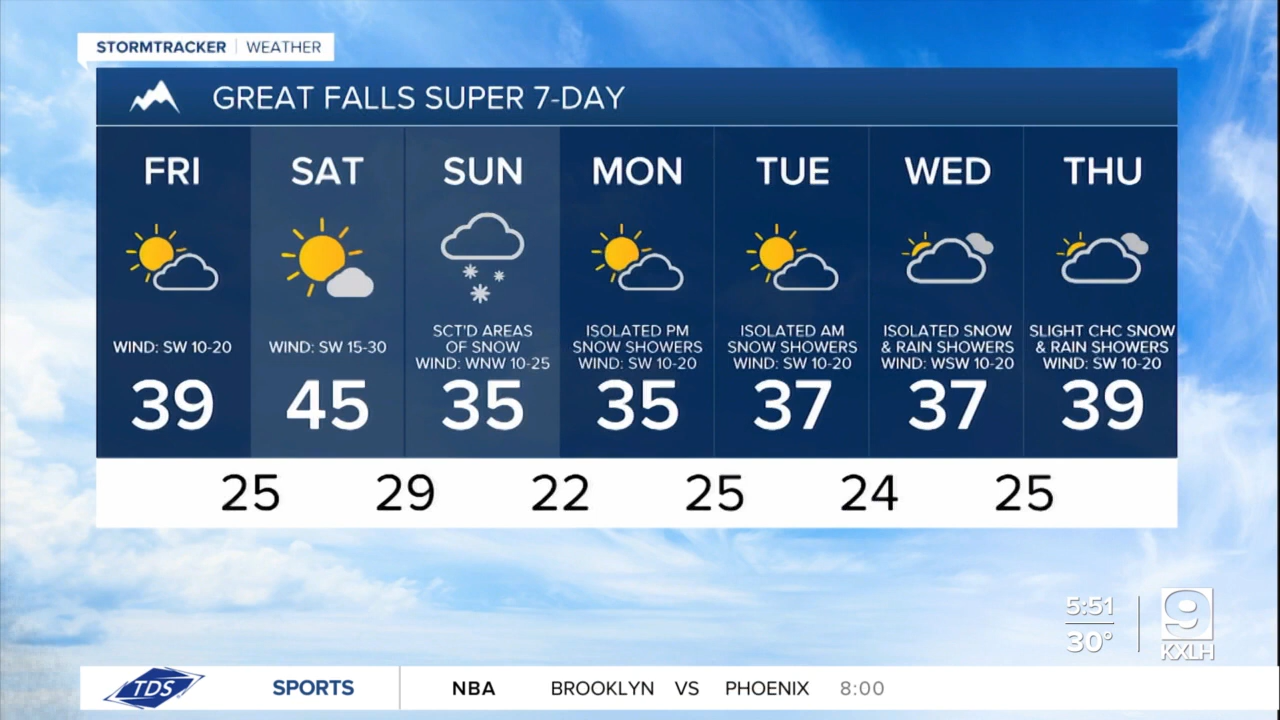 STORMTRACKER | WEATHER
GREAT FALLS SUPER 7-DAY
FRI
SAT
SUN
MON
TUE
WED
THU
WIND: SW 10-20
WIND: SW 15-30
SCT'D AREAS
OF SNOW
WIND: WNW 10-25
ISOLATED PM
SNOW SHOWERS
WIND: SW 10-20
ISOLATED AM
SNOW SHOWERS
WIND: SW 10-20
ISOLATED SNOW
& RAIN SHOWERS
WIND: WSW 10-20
SLIGHT CHC SNOW
& RAIN SHOWERS
WIND: SW 10-20
39
45
35
35
37
37
39
25
29
22
25
24
25
5:51
30°
9
KXLH
TDS
SPORTS
NBA
BROOKLYN VS PHOENIX 8:00